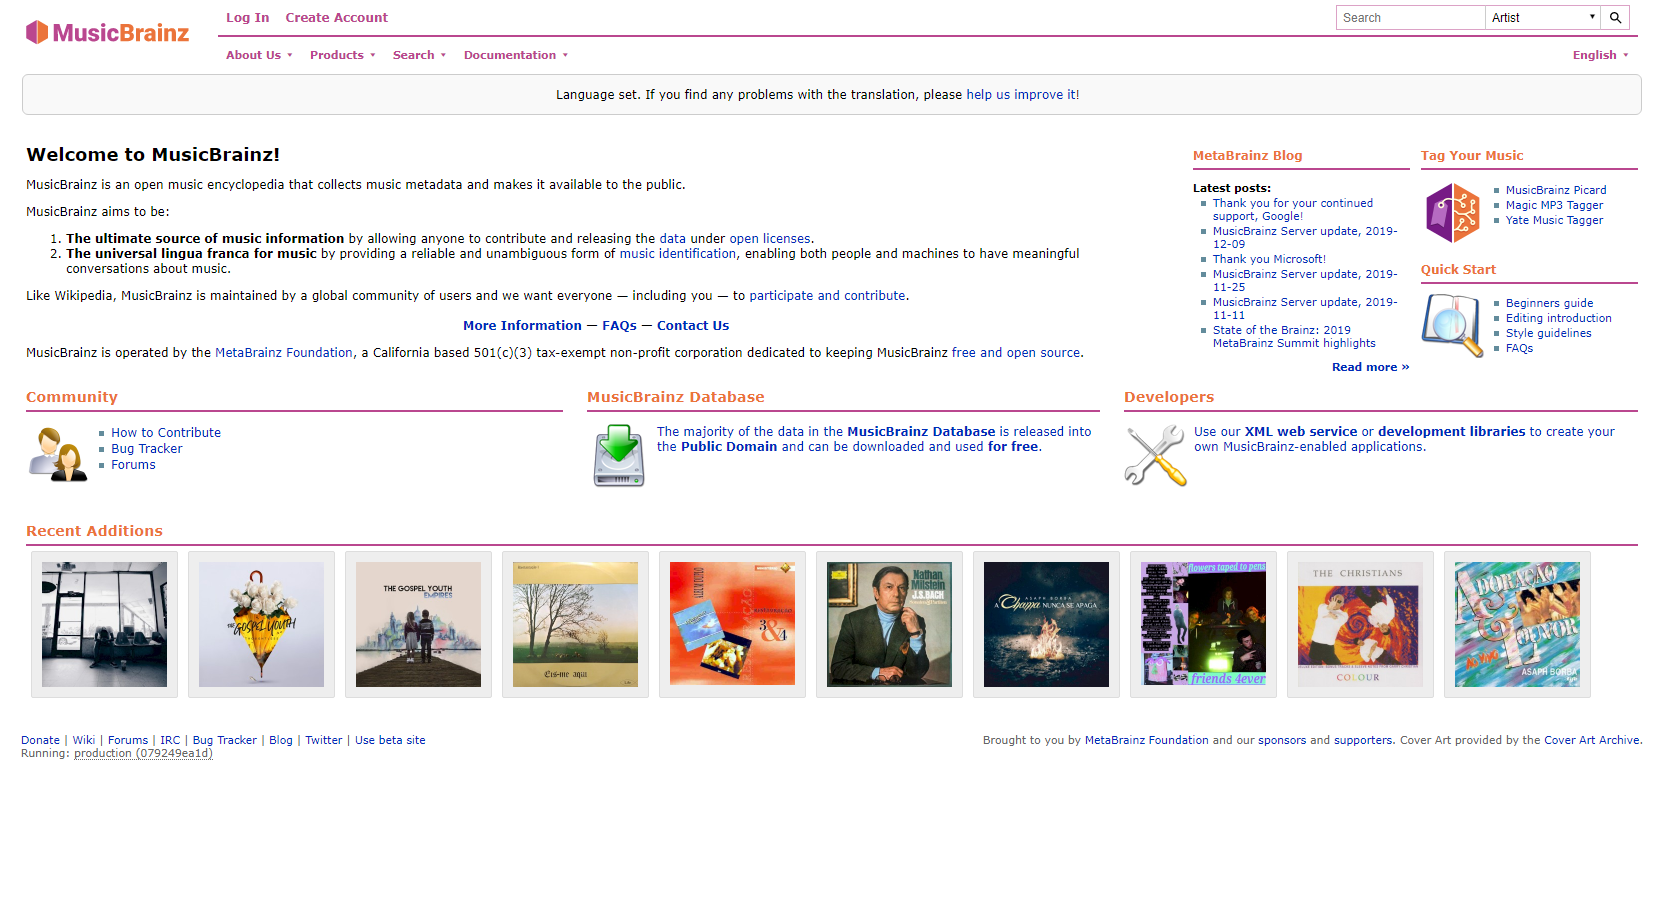 MusicBrainz
Log In Create Account
Search Artist
About Us Products Search Documentation
English
Language set. If you find any problems with the translation, please help us improve it!
Welcome to MusicBrainz!
MusicBrainz is an open music encyclopedia that collects music metadata and makes it available to the public.
MusicBrainz aims to be:
1. The ultimate source of music information by allowing anyone to contribute and releasing the data under open licenses.
2. The universal lingua franca for music by providing a reliable and unambiguous form of music identification, enabling both people and machines to have meaningful
conversations about music.
Like Wikipedia, MusicBrainz is maintained by a global community of users and we want everyone — including you — to participate and contribute.
More Information — FAQs — Contact Us
MusicBrainz is operated by the MetaBrainz Foundation, a California based 501(c)(3) tax-exempt non-profit corporation dedicated to keeping MusicBrainz free and open source.
MetaBrainz Blog
Latest posts:
Thank you for your continued
support, Google!
MusicBrainz Server update, 2019-
12-09
Thank you Microsoft!
MusicBrainz Server update, 2019-
11-25
MusicBrainz Server update, 2019-
11-11
State of the Brainz: 2019
MetaBrainz Summit highlights
Read more »
Tag Your Music
MusicBrainz Picard
Magic MP3 Tagger
Yate Music Tagger
Quick Start
Beginners guide
Editing introduction
Style guidelines
FAQs
Community
How to Contribute
Bug Tracker
Forums
MusicBrainz Database
The majority of the data in the MusicBrainz Database is released into
the Public Domain and can be downloaded and used for free.
Developers
Use our XML web service or development libraries to create your
own MusicBrainz-enabled applications.
Recent Additions
THE GOSPEL YOUTH
THE GOSPEL YOUTH
EMPIRES
Eis-me aqui
3&4
Nathan
Milstein
J.S.BACH
ASAPH BORBA
A Chama NUNCA SE APAGA
flowers taped to pens
friends 4ever
THE CHRISTIANS
COLOUR
ADORAÇÃO
ASAPH BORBA
Donate | Wiki | Forums | IRC | Bug Tracker | Blog | Twitter | Use beta site
Running: production (079249ea1d)
Brought to you by MetaBrainz Foundation and our sponsors and supporters. Cover Art provided by the Cover Art Archive.